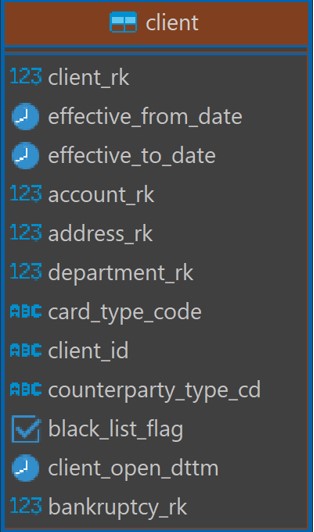 client
123 client_rk
effective_from_date
effective_to_date
123 account_rk
123 address_rk
123 department_rk
ABC card_type_code
ABC client_id
ABC counterparty_type_cd
black_list_flag
client_open_dttm
123 bankruptcy_rk